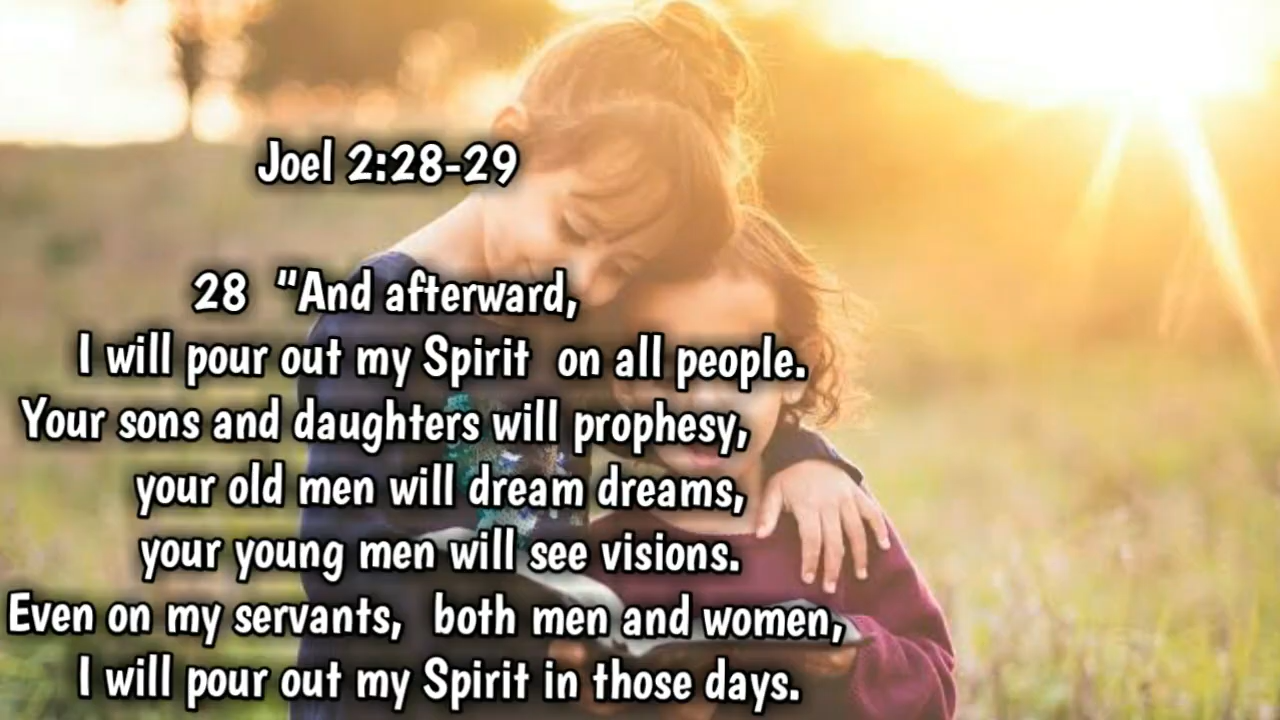 Joel 2:28-29
28 “And afterward,
I will pour out my Spirit on all people.
Your sons and daughters will prophesy,
your old men will dream dreams,
your young men will see visions.
Even on my servants, both men and women,
I will pour out my Spirit in those days.